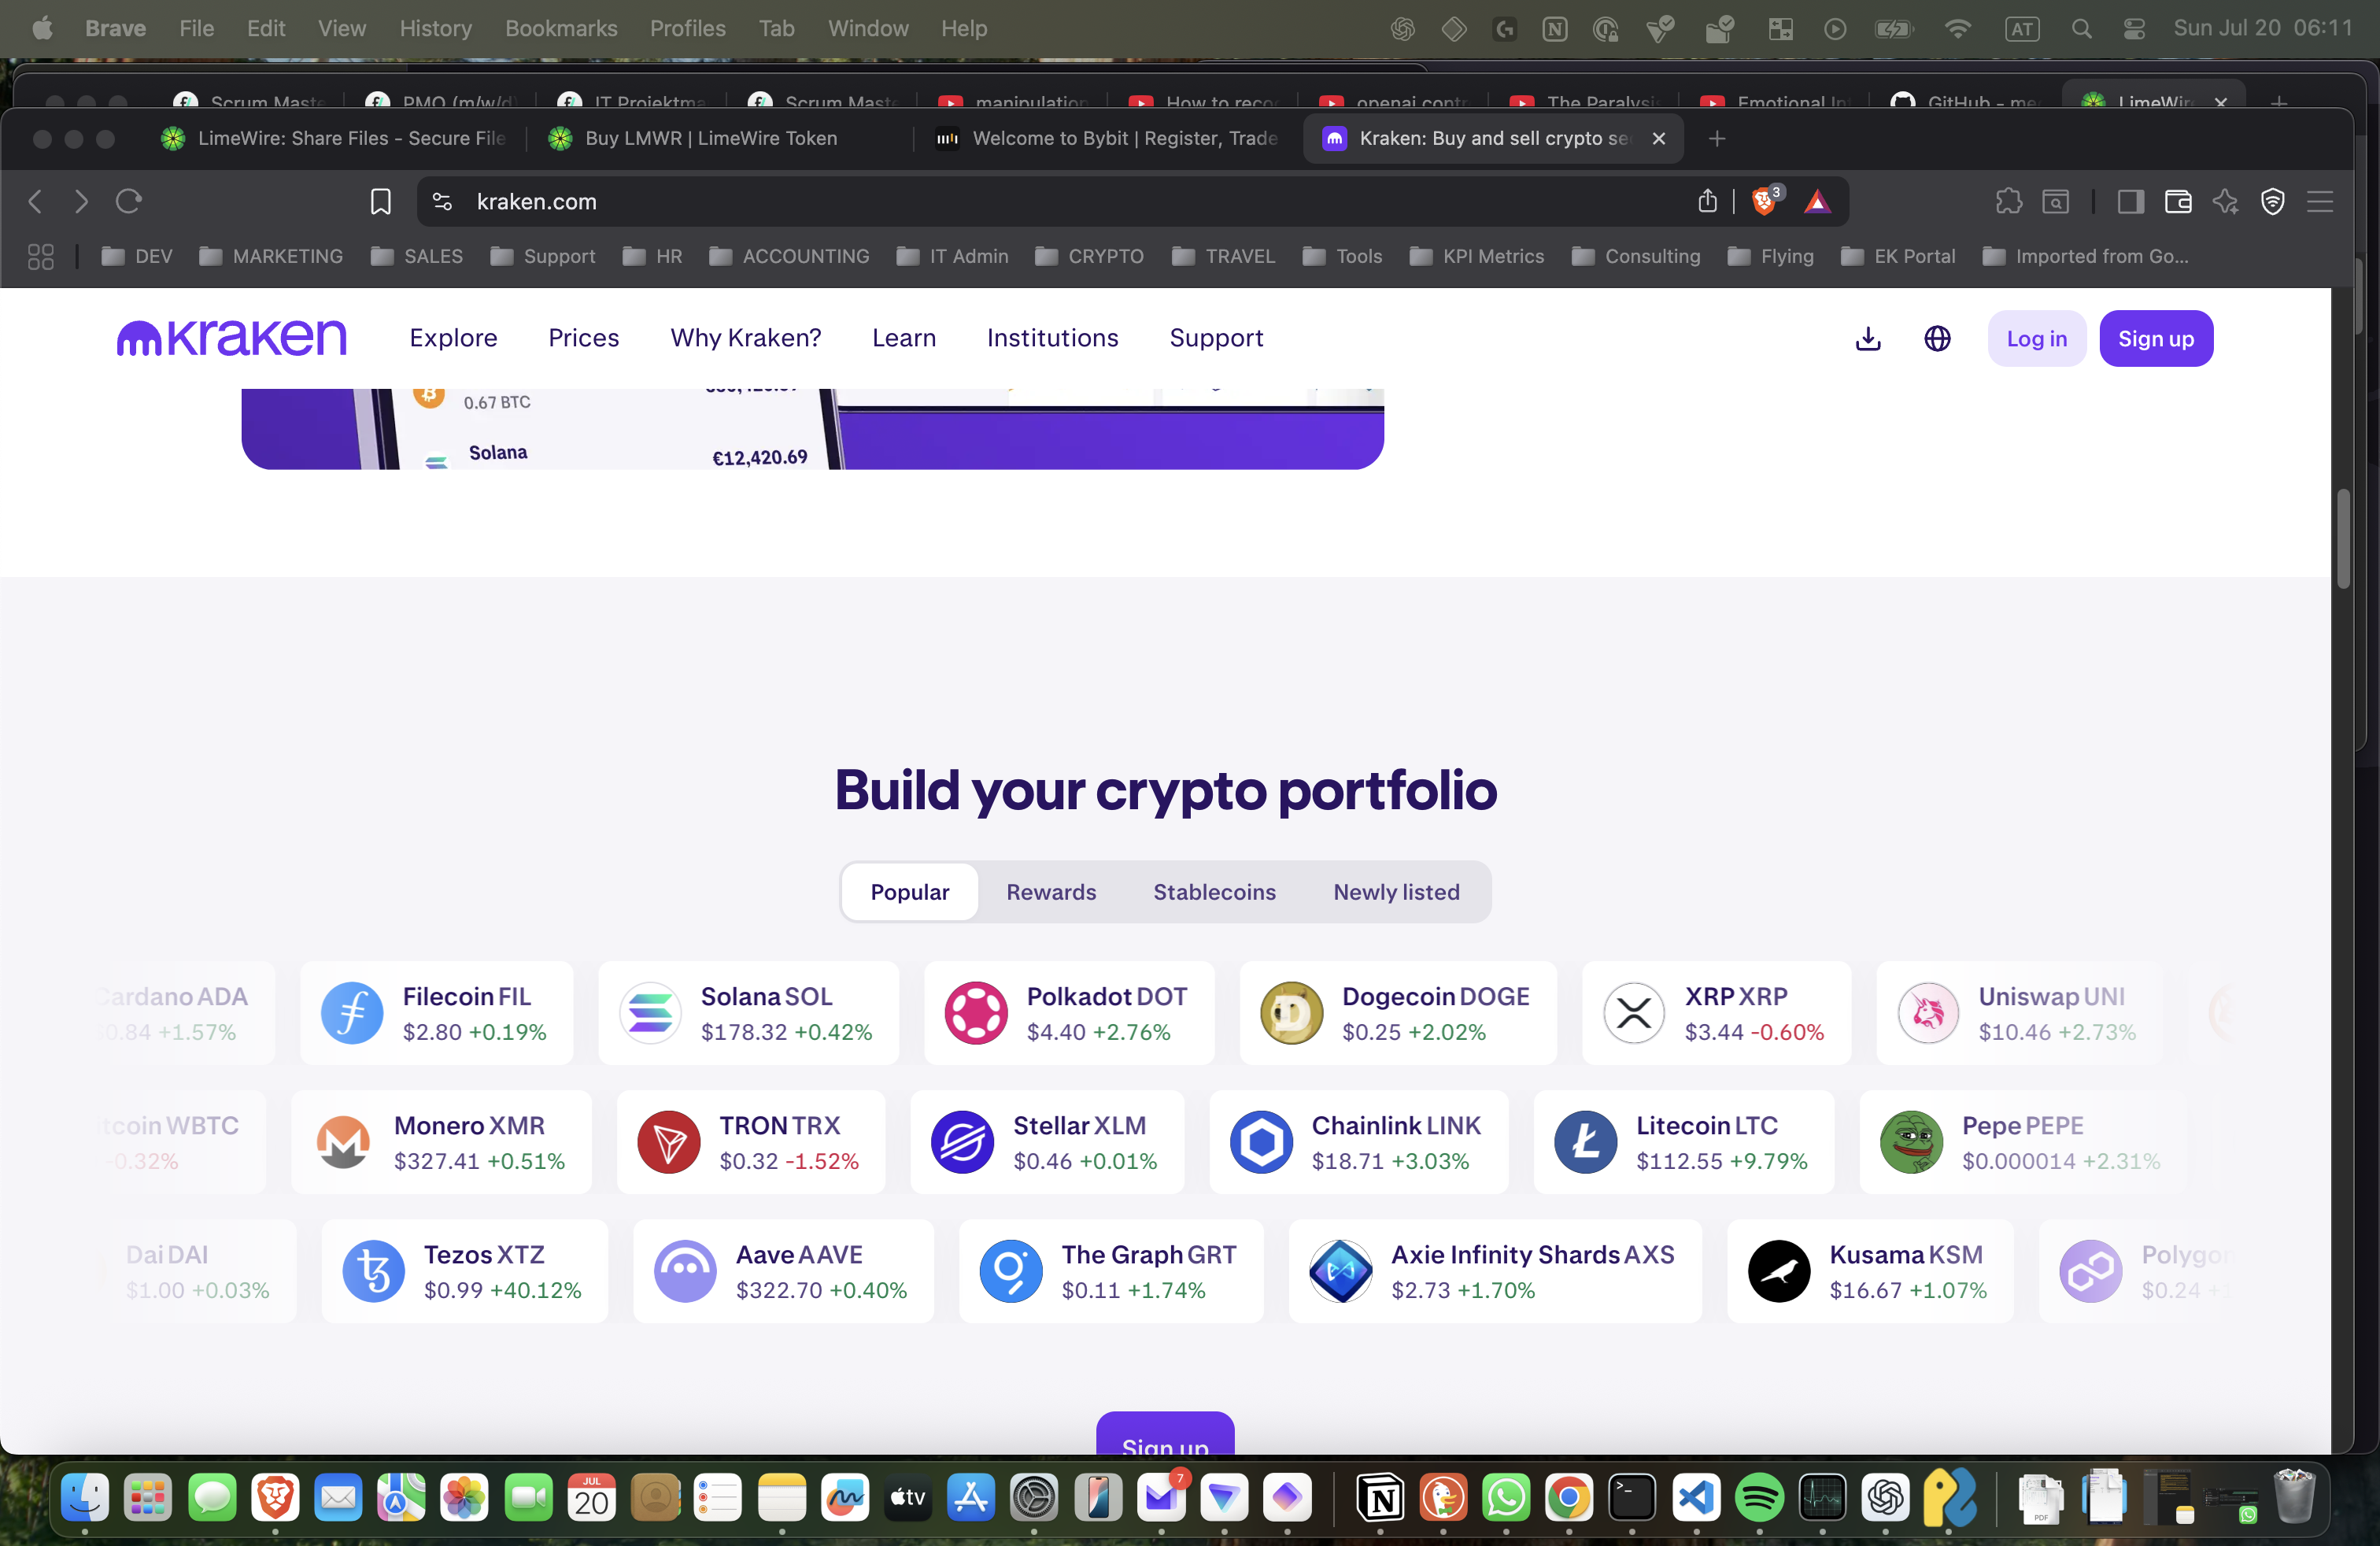 Brave File Edit View History Bookmarks Profiles Tab Window Help AT Sun Jul 20 06:11
Scrum Maste PMO (m/w/d) IT Projektma Scrum Maste manipulation How to reco openai contr The Paralysis Emotional Int GitHub - me LimeWire
LimeWire: Share Files - Secure File Buy LMWR | LimeWire Token Welcome to Bybit | Register, Trade Kraken: Buy and sell crypto se
kraken.com 3
DEV MARKETING SALES Support HR ACCOUNTING IT Admin CRYPTO TRAVEL Tools KPI Metrics Consulting Flying EK Portal Imported from Go...
kraken Explore Prices Why Kraken? Learn Institutions Support Log in Sign up
0.67 BTC
Solana €12,420.69
Build your crypto portfolio
Popular Rewards Stablecoins Newly listed
Cardano ADA Filecoin FIL Solana SOL Polkadot DOT Dogecoin DOGE XRP XRP Uniswap UNI
$0.84 +1.57% $2.80 +0.19% $178.32 +0.42% $4.40 +2.76% $0.25 +2.02% $3.44 -0.60% $10.46 +2.73%
tcoin WBTC Monero XMR TRON TRX Stellar XLM Chainlink LINK Litecoin LTC Pepe PEPE
-0.32% $327.41 +0.51% $0.32 -1.52% $0.46 +0.01% $18.71 +3.03% $112.55 +9.79% $0.000014 +2.31%
Dai DAI Tezos XTZ Aave AAVE The Graph GRT Axie Infinity Shards AXS Kusama KSM Polygon
$1.00 +0.03% $0.99 +40.12% $322.70 +0.40% $0.11 +1.74% $2.73 +1.70% $16.67 +1.07% $0.24
Sign up
JUL
20
tv
7
PDF